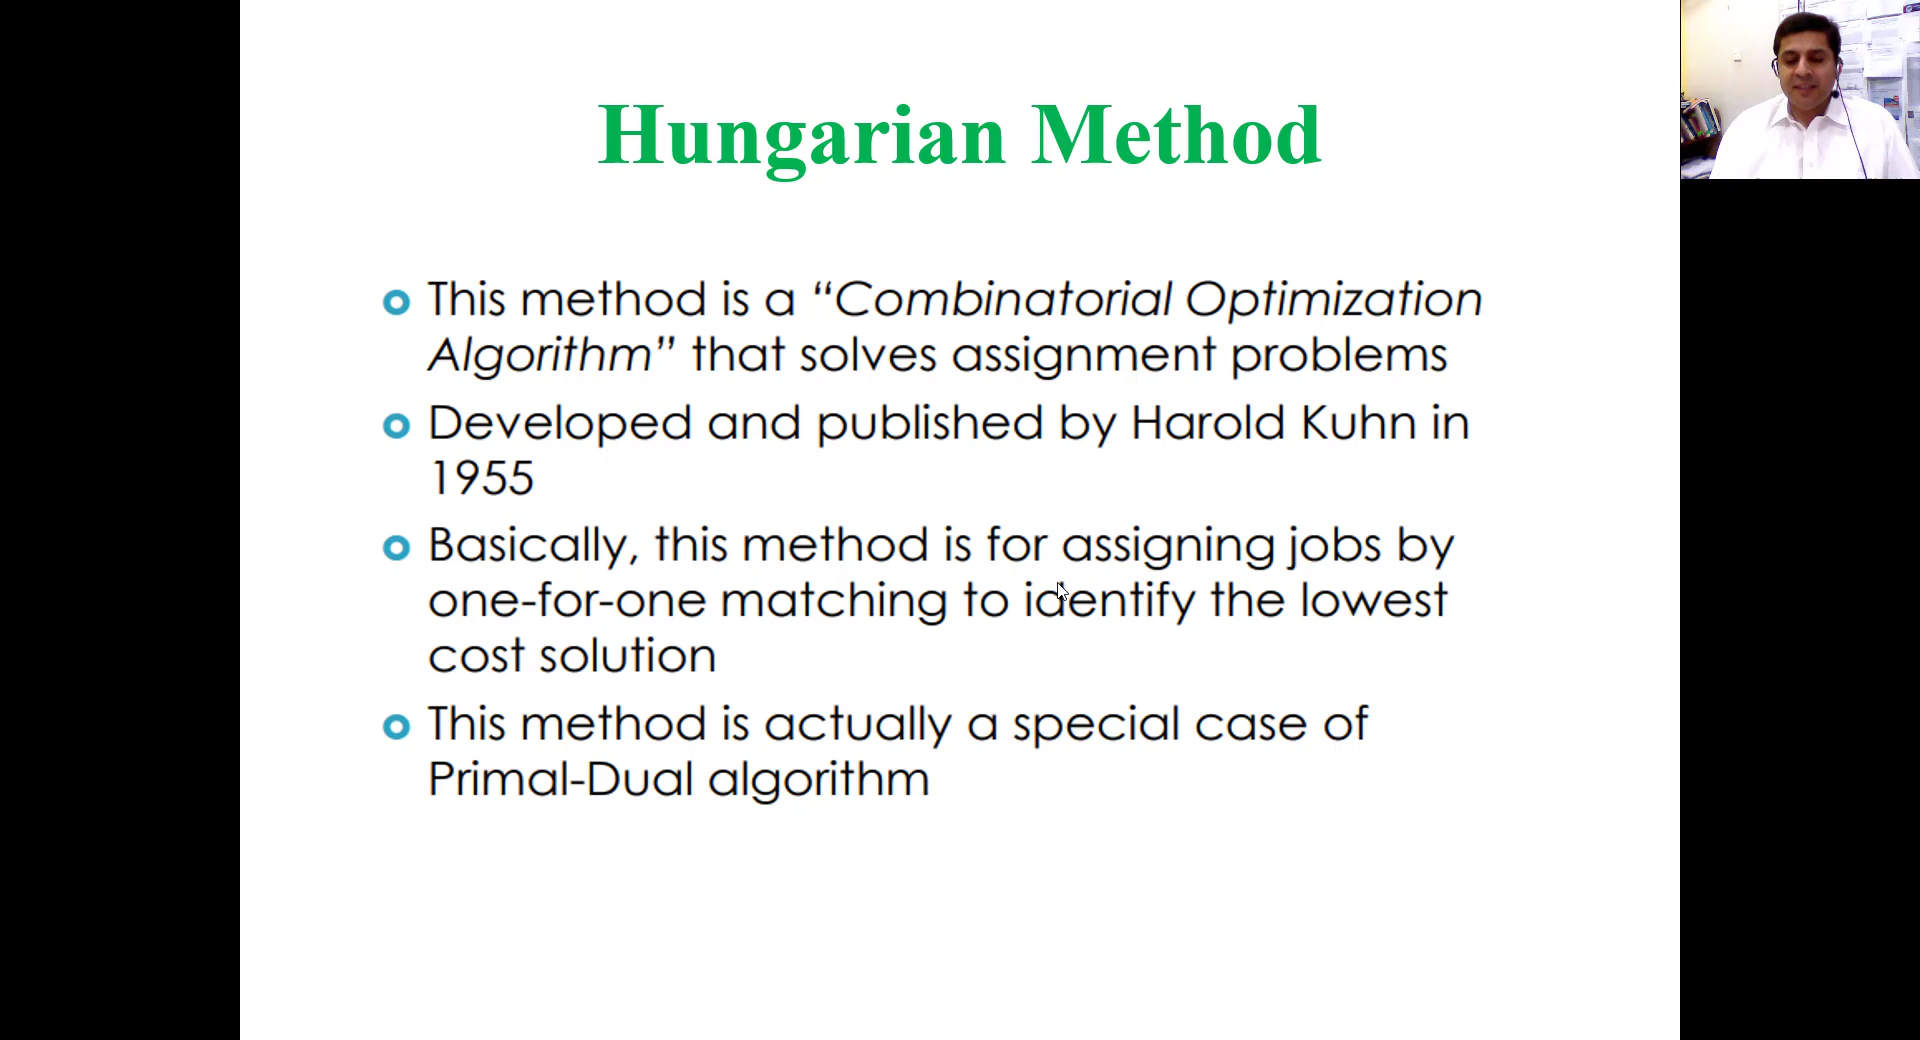 Hungarian Method
This method is a “Combinatorial Optimization
Algorithm” that solves assignment problems
Developed and published by Harold Kuhn in
1955
Basically, this method is for assigning jobs by
one-for-one matching to identify the lowest
cost solution
This method is actually a special case of
Primal-Dual algorithm